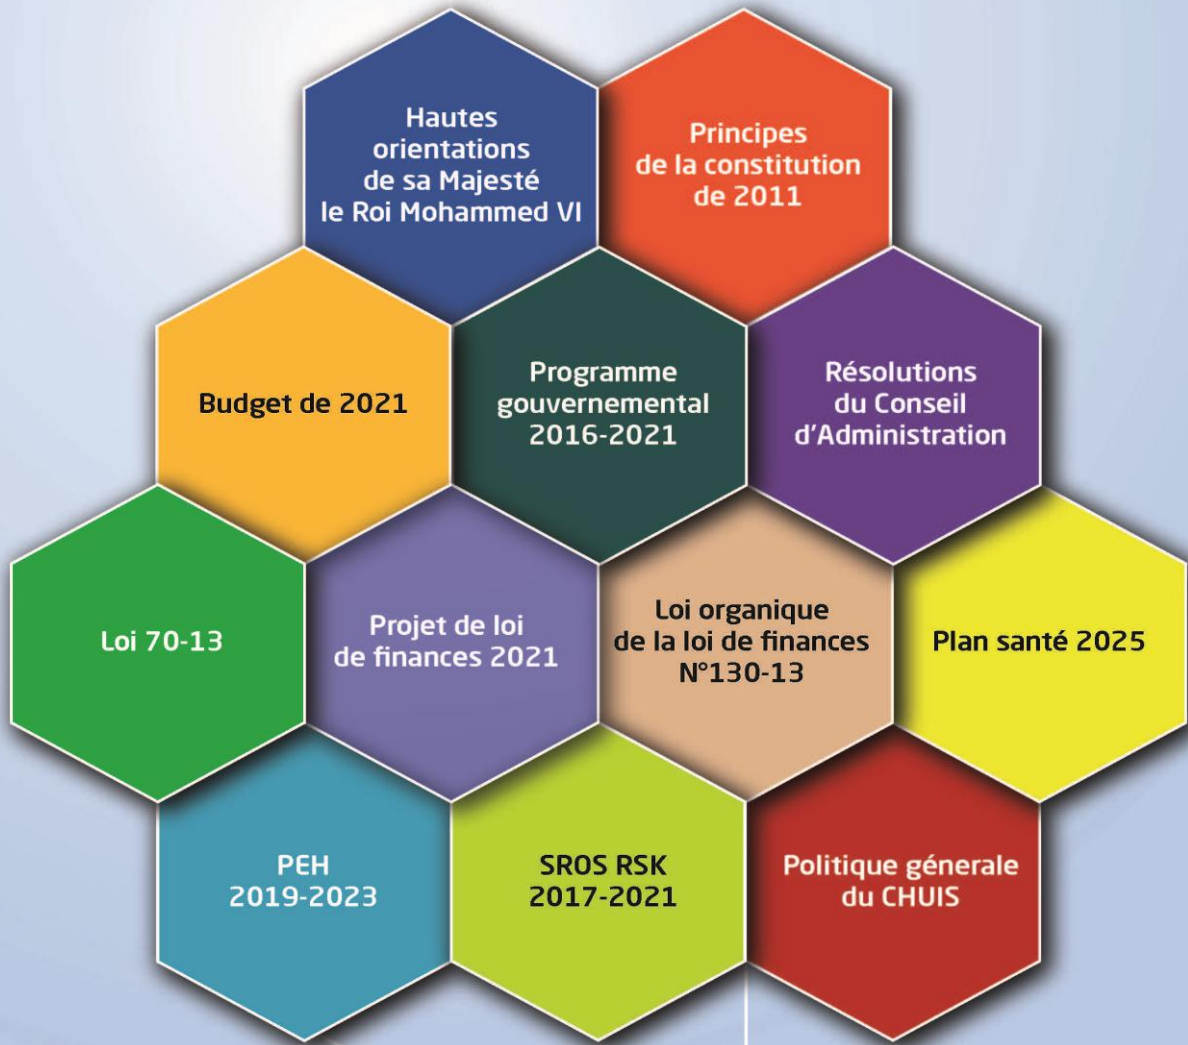 Hautes
orientations
de sa Majesté
le Roi Mohammed VI
Principes
de la constitution
de 2011
Budget de 2021
Programme
gouvernemental
2016-2021
Résolutions
du Conseil
d'Administration
Loi 70-13
Projet de loi
de finances 2021
Loi organique
de la loi de finances
N°130-13
Plan santé 2025
PEH
2019-2023
SROS RSK
2017-2021
Politique génerale
du CHUIS